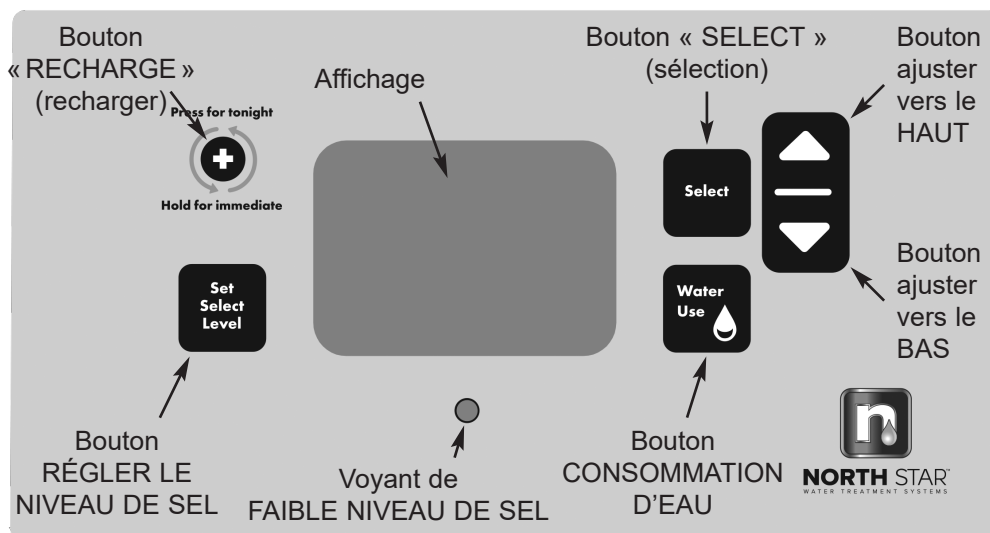 Bouton
« RECHARGE »
(recharger)
Press for tonight
Hold for immediate
Affichage
Bouton « SELECT »
(sélection)
Bouton
ajuster
vers le
HAUT
Select
Set
Select
Level
Water
Use
Bouton
ajuster
vers le
BAS
Bouton
RÉGLER LE
NIVEAU DE SEL
Voyant de
FAIBLE NIVEAU DE SEL
Bouton
CONSOMMATION
D'EAU
n
NORTH STAR™
WATER TREATMENT SYSTEMS